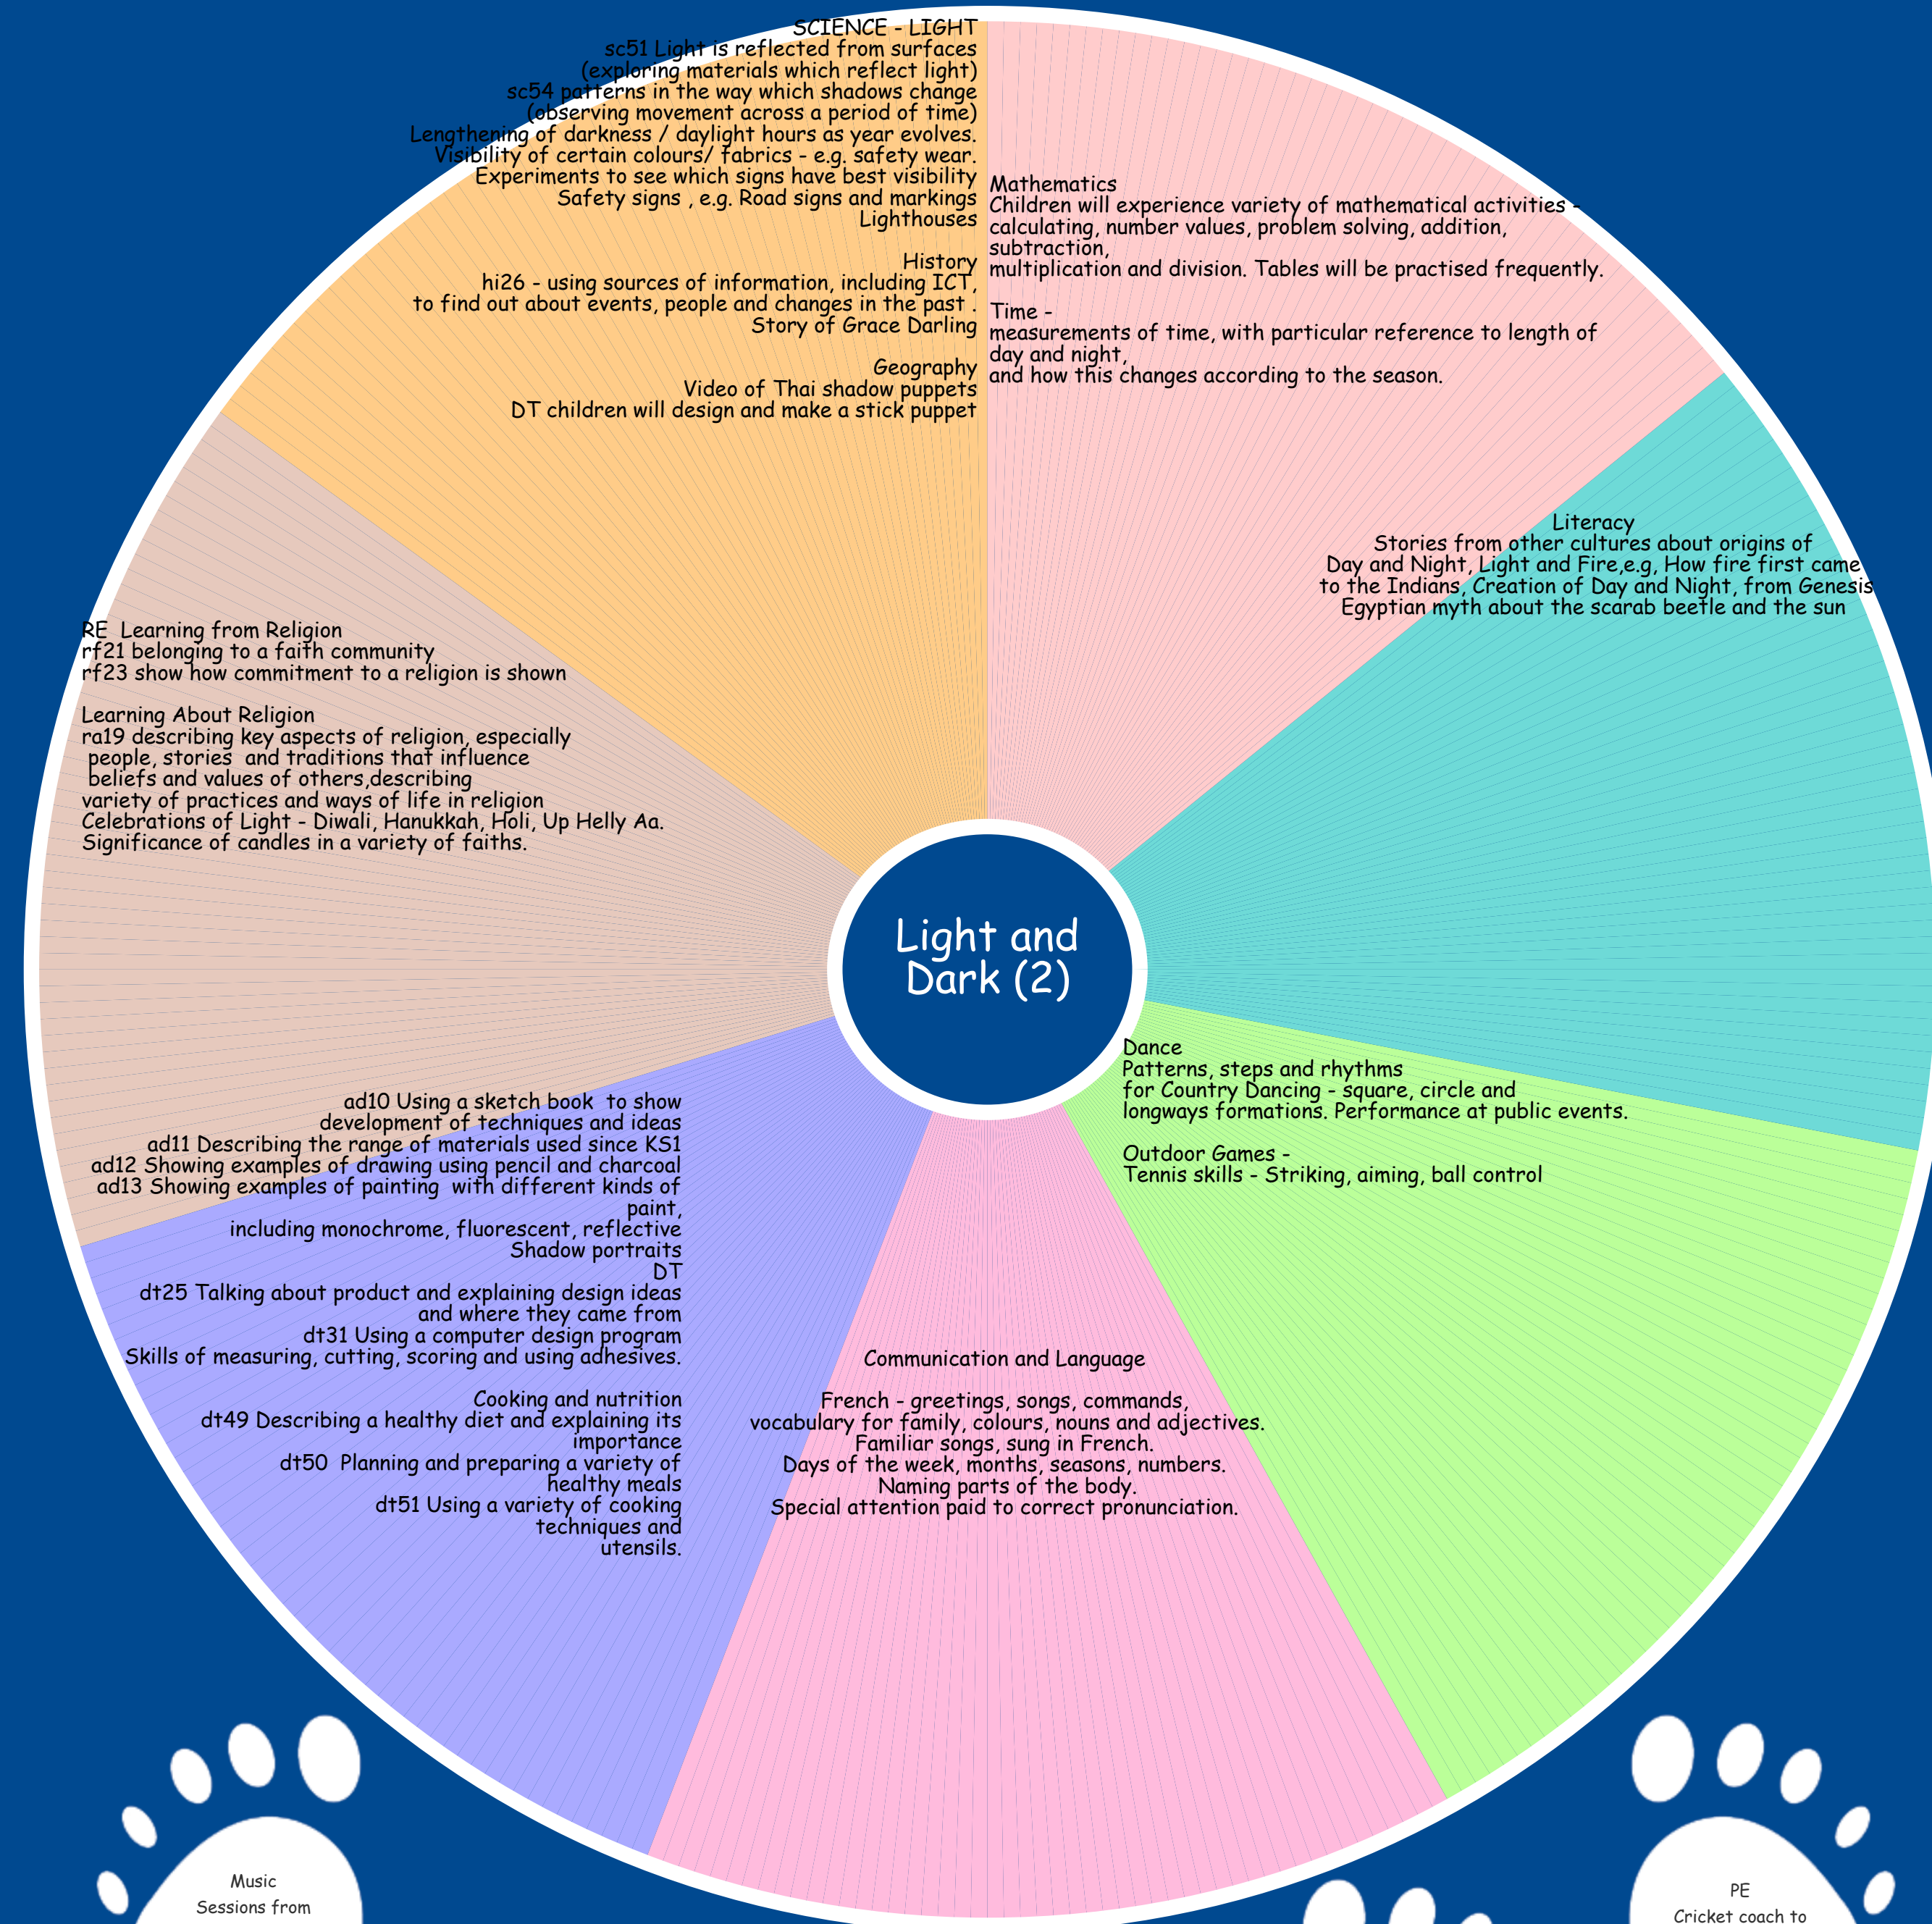 SCIENCE - LIGHT
sc51 Light is reflected from surfaces
(exploring materials which reflect light)
sc54 patterns in the way which shadows change
(observing movement across a period of time)
Lengthening of darkness / daylight hours as year evolves.
Visibility of certain colours/ fabrics - e.g. safety wear.
Experiments to see which signs have best visibility
Safety signs , e.g. Road signs and markings
Lighthouses
History
hi26 - using sources of information, including ICT,
to find out about events, people and changes in the past .
Story of Grace Darling
Geography
Video of Thai shadow puppets
DT children will design and make a stick puppet
Mathematics
Children will experience variety of mathematical activities -
calculating, number values, problem solving, addition,
subtraction,
multiplication and division. Tables will be practised frequently.
Time -
measurements of time, with particular reference to length of
day and night,
and how this changes according to the season.
Literacy
Stories from other cultures about origins of
Day and Night, Light and Fire,e.g, How fire first came
to the Indians, Creation of Day and Night, from Genesis
Egyptian myth about the scarab beetle and the sun
RE  Learning from Religion
rf21 belonging to a faith community
rf23 show how commitment to a religion is shown
Learning About Religion
ra19 describing key aspects of religion, especially
people, stories  and traditions that influence
beliefs and values of others,describing
variety of practices and ways of life in religion
Celebrations of Light - Diwali, Hanukkah, Holi, Up Helly Aa.
Significance of candles in a variety of faiths.
Light and
Dark (2)
Dance
Patterns, steps and rhythms
for Country Dancing - square, circle and
longways formations. Performance at public events.
Outdoor Games -
Tennis skills - Striking, aiming, ball control
ad10 Using a sketch book  to show
development of techniques and ideas
ad11 Describing the range of materials used since KS1
ad12 Showing examples of drawing using pencil and charcoal
ad13 Showing examples of painting  with different kinds of
paint,
including monochrome, fluorescent, reflective
Shadow portraits
DT
dt25 Talking about product and explaining design ideas
and where they came from
dt31 Using a computer design program
Skills of measuring, cutting, scoring and using adhesives.
Cooking and nutrition
dt49 Describing a healthy diet and explaining its
importance
dt50  Planning and preparing a variety of
healthy meals
dt51 Using a variety of cooking
techniques and
utensils.
Communication and Language
French - greetings, songs, commands,
vocabulary for family, colours, nouns and adjectives.
Familiar songs, sung in French.
Days of the week, months, seasons, numbers.
Naming parts of the body.
Special attention paid to correct pronunciation.
Music
Sessions from
PE
Cricket coach to